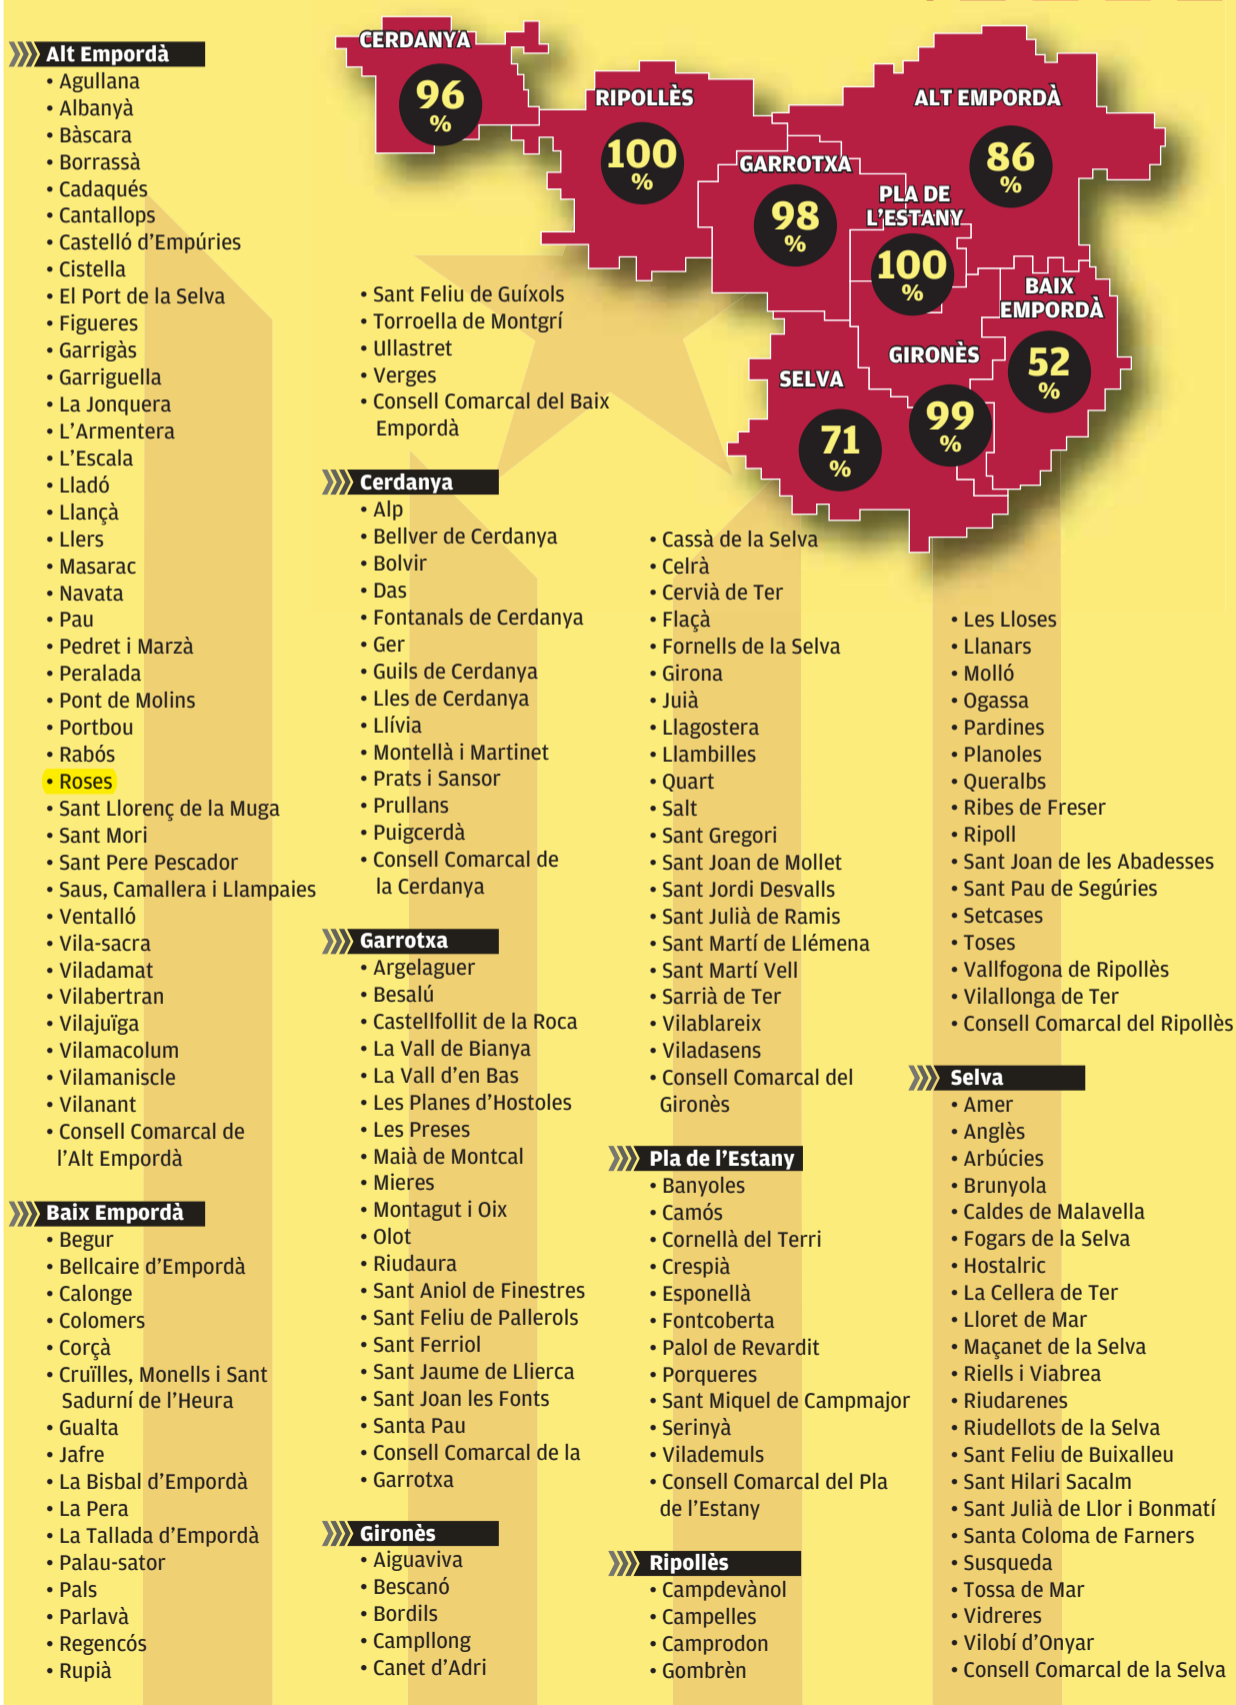 CERDANYA
96
%
RIPOLLÈS
100
%
GARROTXA
98
%
PLA DE
L'ESTANY
100
%
ALT EMPORDÀ
86
%
BAIX
EMPORDÀ
52
%
GIRONÈS
99
%
SELVA
71
%
Alt Empordà
• Agullana
• Albanyà
• Bàscara
• Borrassà
• Cadaqués
• Cantallops
• Castelló d'Empúries
• Cistella
• El Port de la Selva
• Figueres
• Garrigàs
• Garriguella
• La Jonquera
• L'Armentera
• L'Escala
• Lladó
• Llançà
• Llers
• Masarac
• Navata
• Pau
• Pedret i Marzà
• Peralada
• Pont de Molins
• Portbou
• Rabós
• Roses
• Sant Llorenç de la Muga
• Sant Mori
• Sant Pere Pescador
• Saus, Camallera i Llampaies
• Ventalló
• Vila-sacra
• Viladamat
• Vilabertran
• Vilajuïga
• Vilamacolum
• Vilamaniscle
• Vilanant
• Consell Comarcal de
l'Alt Empordà
Baix Empordà
• Begur
• Bellcaire d'Empordà
• Calonge
• Colomers
• Corçà
• Cruïlles, Monells i Sant
Sadurní de l'Heura
• Gualta
• Jafre
• La Bisbal d'Empordà
• La Pera
• La Tallada d'Empordà
• Palau-sator
• Pals
• Parlavà
• Regencós
• Rupià
• Sant Feliu de Guíxols
• Torroella de Montgrí
• Ullastret
• Verges
• Consell Comarcal del Baix
Empordà
Cerdanya
• Alp
• Bellver de Cerdanya
• Bolvir
• Das
• Fontanals de Cerdanya
• Ger
• Guils de Cerdanya
• Lles de Cerdanya
• Llívia
• Montellà i Martinet
• Prats i Sansor
• Prullans
• Puigcerdà
• Consell Comarcal de
la Cerdanya
Garrotxa
• Argelaguer
• Besalú
• Castellfollit de la Roca
• La Vall de Bianya
• La Vall d'en Bas
• Les Planes d'Hostoles
• Les Preses
• Maià de Montcal
• Mieres
• Montagut i Oix
• Olot
• Riudaura
• Sant Aniol de Finestres
• Sant Feliu de Pallerols
• Sant Ferriol
• Sant Jaume de Llierca
• Sant Joan les Fonts
• Santa Pau
• Consell Comarcal de la
• Garrotxa
Gironès
• Aiguaviva
• Bescanó
• Bordils
• Campllong
• Canet d'Adri
• Cassà de la Selva
• Celrà
• Cervià de Ter
• Flaçà
• Fornells de la Selva
• Girona
• Juià
• Llagostera
• Llambilles
• Quart
• Salt
• Sant Gregori
• Sant Joan de Mollet
• Sant Jordi Desvalls
• Sant Julià de Ramis
• Sant Martí de Llémena
• Sant Martí Vell
• Sarrià de Ter
• Vilablareix
• Viladasens
• Consell Comarcal del
Gironès
Pla de l'Estany
• Banyoles
• Camós
• Cornellà del Terri
• Crespià
• Esponellà
• Fontcoberta
• Palol de Revardit
• Porqueres
• Sant Miquel de Campmajor
• Serinyà
• Vilademuls
• Consell Comarcal del Pla
de l'Estany
Ripollès
• Campdevànol
• Campelles
• Camprodon
• Gombrèn
• Les Lloses
• Llanars
• Molló
• Ogassa
• Pardines
• Planoles
• Queralbs
• Ribes de Freser
• Ripoll
• Sant Joan de les Abadesses
• Sant Pau de Segúries
• Setcases
• Toses
• Vallfogona de Ripollès
• Vilallonga de Ter
• Consell Comarcal del Ripollès
Selva
• Amer
• Anglès
• Arbúcies
• Brunyola
• Caldes de Malavella
• Fogars de la Selva
• Hostalric
• La Cellera de Ter
• Lloret de Mar
• Maçanet de la Selva
• Riells i Viabrea
• Riudarenes
• Riudellots de la Selva
• Sant Feliu de Buixalleu
• Sant Hilari Sacalm
• Sant Julià de Llor i Bonmatí
• Santa Coloma de Farners
• Susqueda
• Tossa de Mar
• Vidreres
• Vilobí d'Onyar
• Consell Comarcal de la Selva